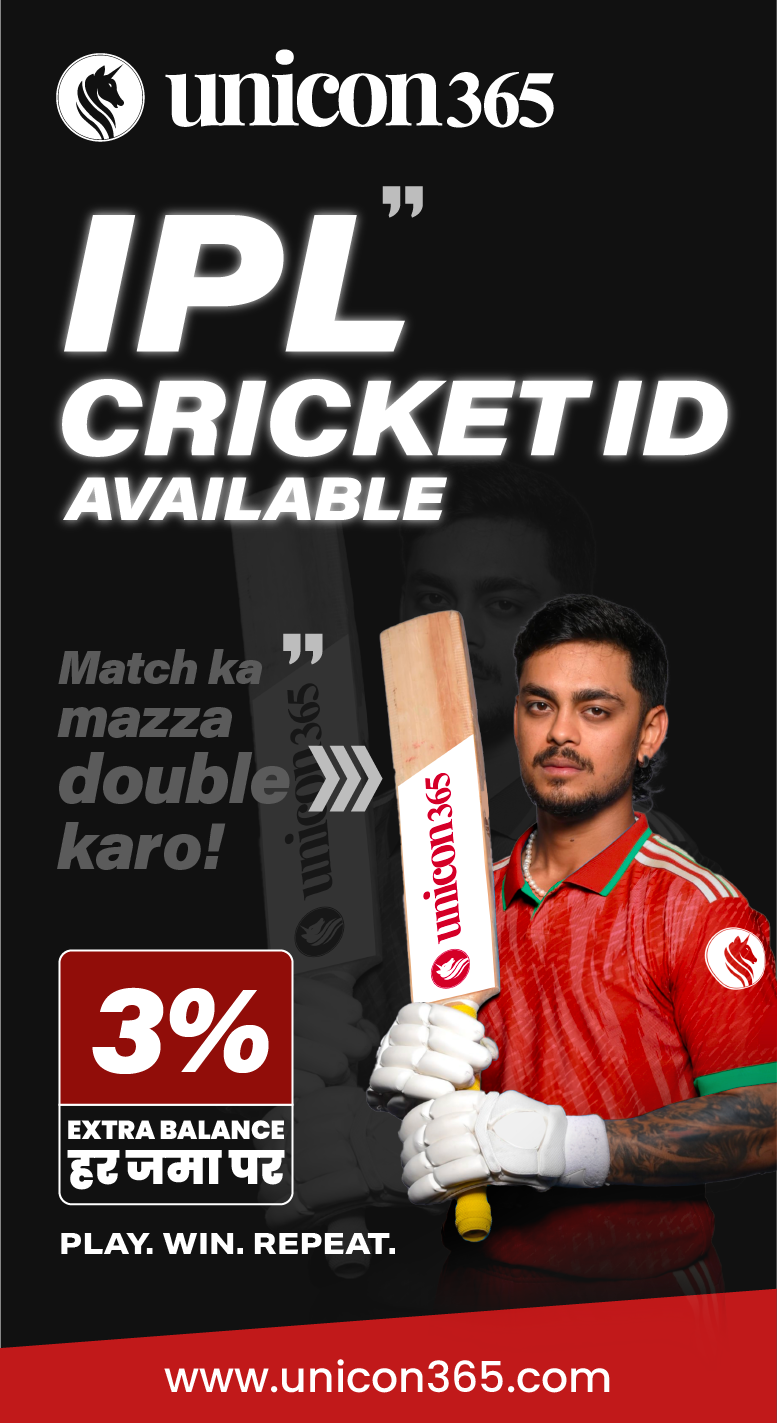 unicon365
IPL
CRICKET ID
AVAILABLE
”
Match ka ”
mazza
double
karo!
unicon365
unicon365
3%
EXTRA BALANCE
हर जमा पर
PLAY. WIN. REPEAT.
www.unicon365.com